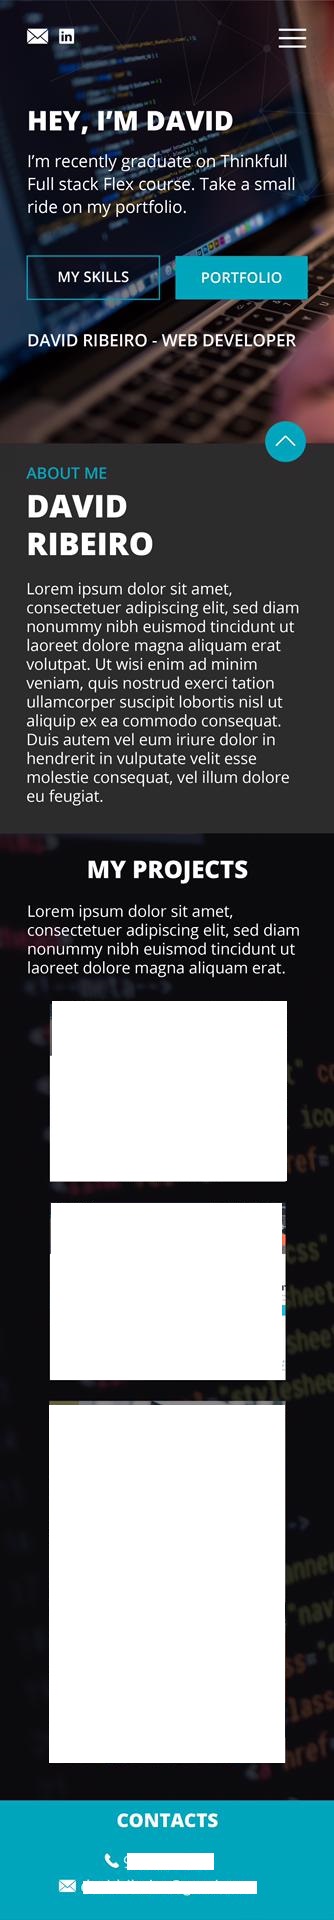 in
HEY, I'M DAVID
I'm recently graduate on Thinkfull
Full stack Flex course. Take a small
ride on my portfolio.
MY SKILLS
PORTFOLIO
DAVID RIBEIRO - WEB DEVELOPER
ABOUT ME
DAVID
RIBEIRO
Lorem ipsum dolor sit amet,
consectetuer adipiscing elit, sed diam
nonummy nibh euismod tincidunt ut
laoreet dolore magna aliquam erat
volutpat. Ut wisi enim ad minim
veniam, quis nostrud exerci tation
ullamcorper suscipit lobortis nisl ut
aliquip ex ea commodo consequat.
Duis autem vel eum iriure dolor in
hendrerit in vulputate velit esse
molestie consequat, vel illum dolore
eu feugiat.
MY PROJECTS
Lorem ipsum dolor sit amet,
consectetuer adipiscing elit, sed diam
nonummy nibh euismod tincidunt ut
laoreet dolore magna aliquam erat.
CONTACTS